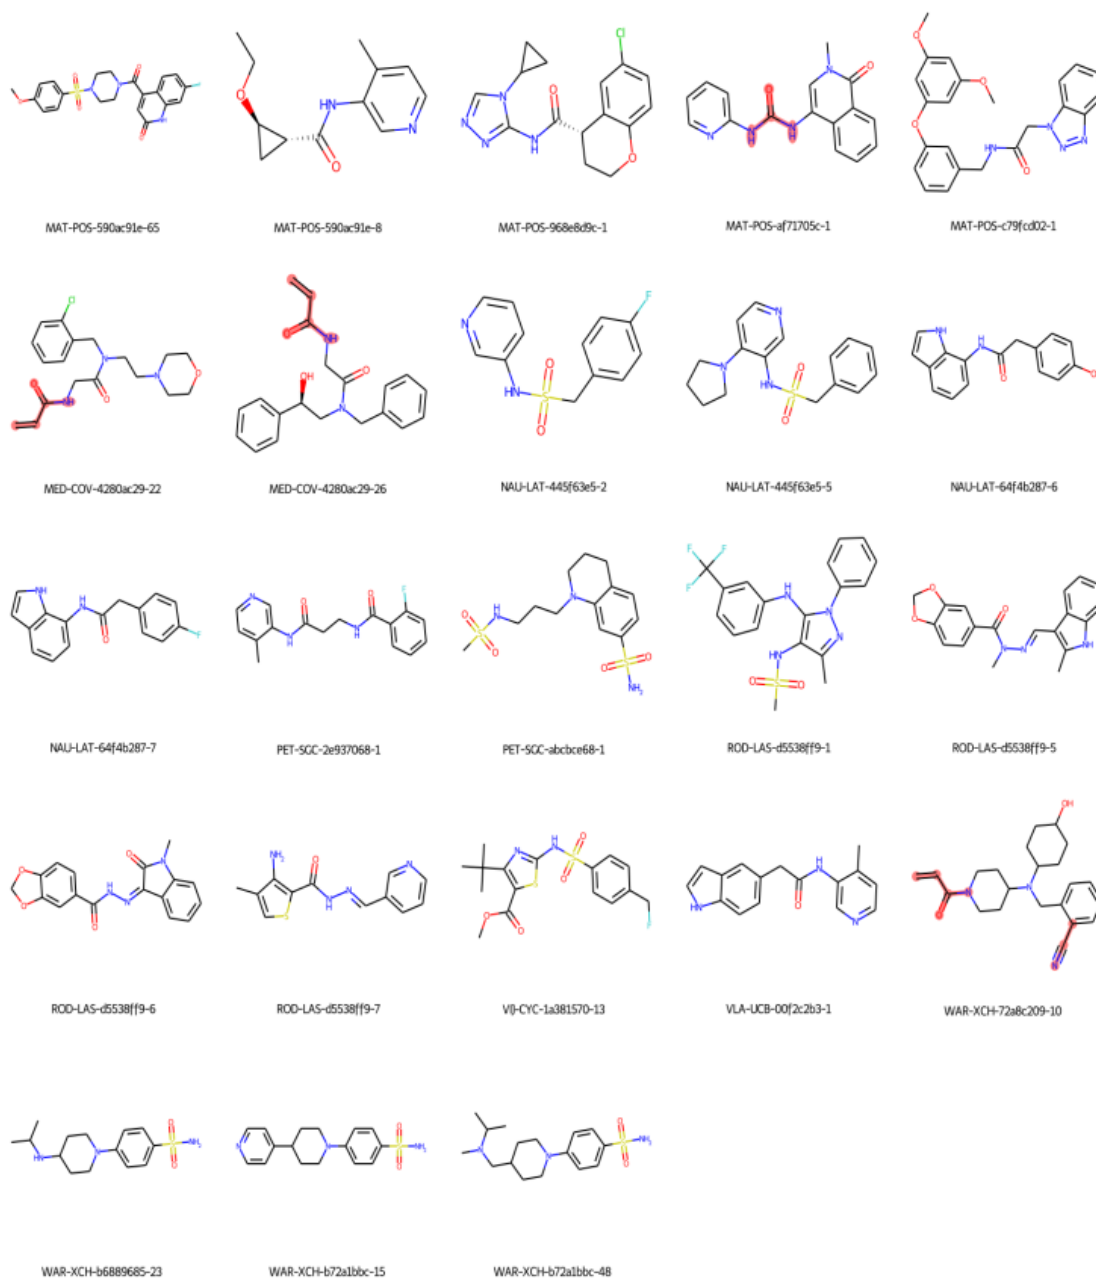 MAT-POS-590ac91e-65 MAT-POS-590ac91e-8 MAT-POS-968e8d9c-1 MAT-POS-af71705c-1 MAT-POS-c79fcd02-1
MED-COV-4280ac29-22 MED-COV-4280ac29-26 NAU-LAT-445f63e5-2 NAU-LAT-445f63e5-5 NAU-LAT-64f4b287-6
NAU-LAT-64f4b287-7 PET-SGC-2e937068-1 PET-SGC-abcbce68-1 ROD-LAS-d5538ff9-1 ROD-LAS-d5538ff9-5
ROD-LAS-d5538ff9-6 ROD-LAS-d5538ff9-7 VIJ-CYC-1a381570-13 VLA-UCB-00f2c2b3-1 WAR-XCH-72a8c209-10
WAR-XCH-b6889685-23 WAR-XCH-b72a1bbc-15 WAR-XCH-b72a1bbc-48